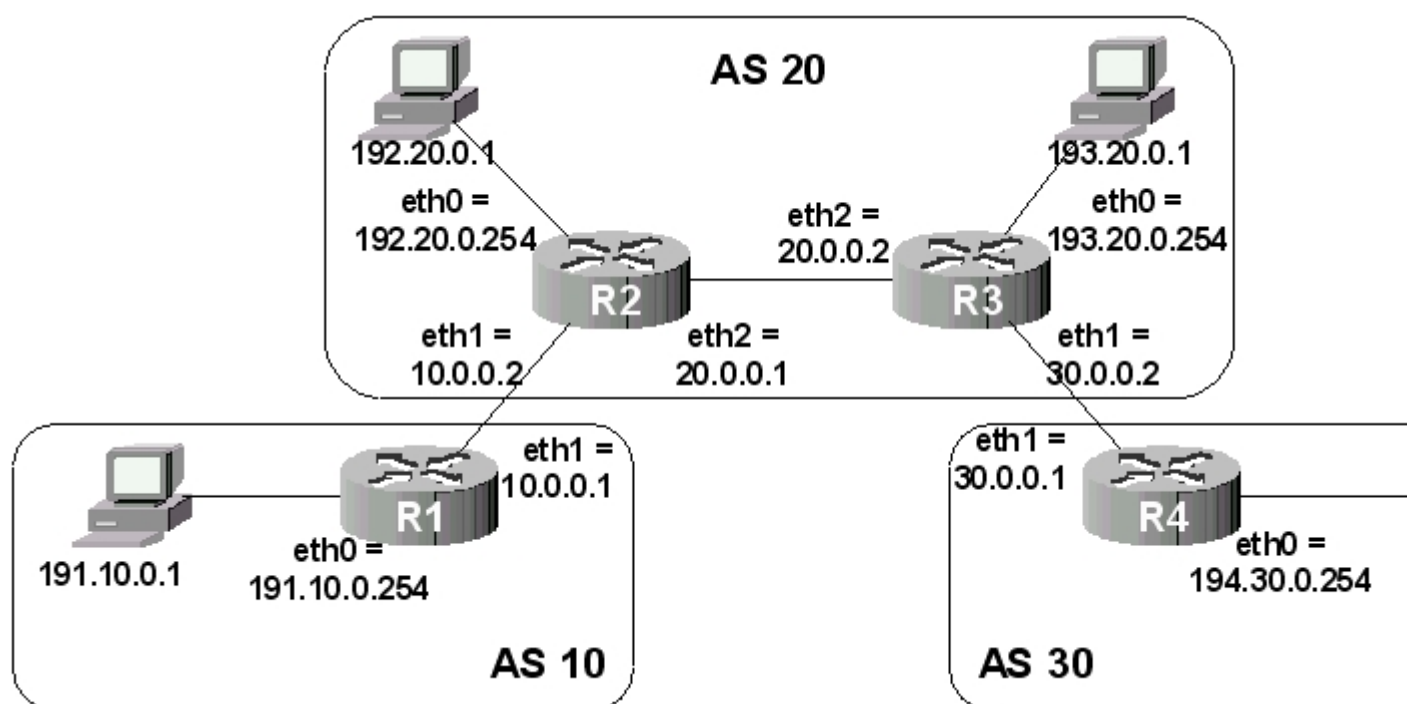 AS 20
192.20.0.1
193.20.0.1
eth0 =
192.20.0.254
eth2 =
20.0.0.2
eth0 =
193.20.0.254
R2
R3
eth1 =
10.0.0.2
eth2 =
20.0.0.1
eth1 =
30.0.0.2
eth1 =
10.0.0.1
eth1 =
30.0.0.1
R1
R4
191.10.0.1
eth0 =
191.10.0.254
eth0 =
194.30.0.254
AS 10
AS 30